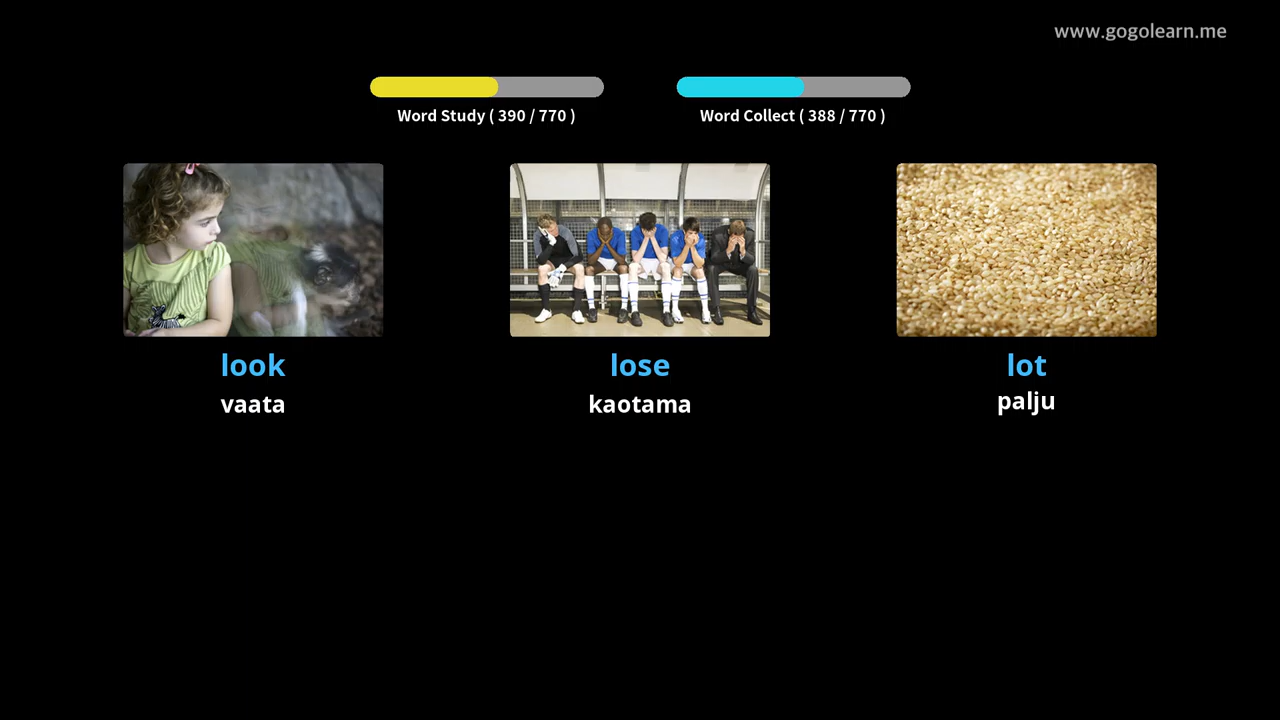 www.gogolearn.me
Word Study ( 390 / 770 )
Word Collect ( 388 / 770 )
look
lose
lot
vaata
kaotama
palju